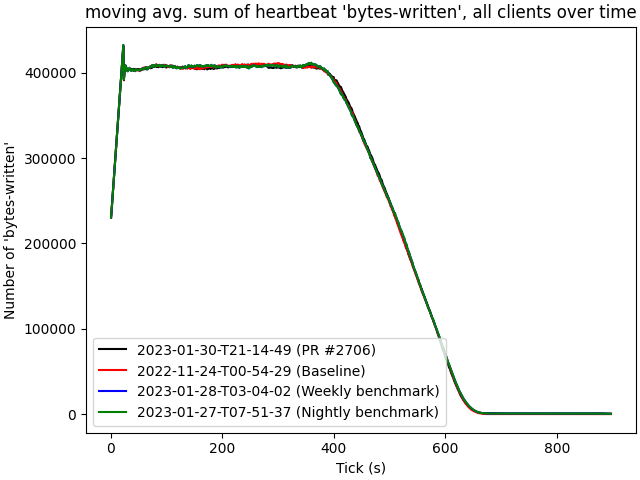 moving avg. sum of heartbeat 'bytes-written', all clients over time
Number of 'bytes-written'
400000
300000
200000
100000
0
2023-01-30-T21-14-49 (PR #2706)
2022-11-24-T00-54-29 (Baseline)
2023-01-28-T03-04-02 (Weekly benchmark)
2023-01-27-T07-51-37 (Nightly benchmark)
0 200 400 600 800
Tick (s)